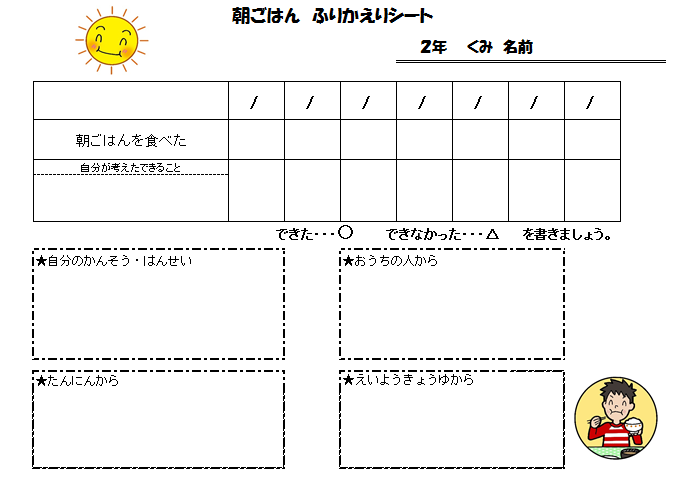 朝ごはん ふりかえりシート
2年 くみ 名前
/ / / / / / /
朝ごはんを食べた
自分が考えたできること
できた･･･○ できなかった･･･△ を書きましょう。
★自分のかんそう・はんせい
★おうちの人から
★たんにんから
★えいようきょうゆから